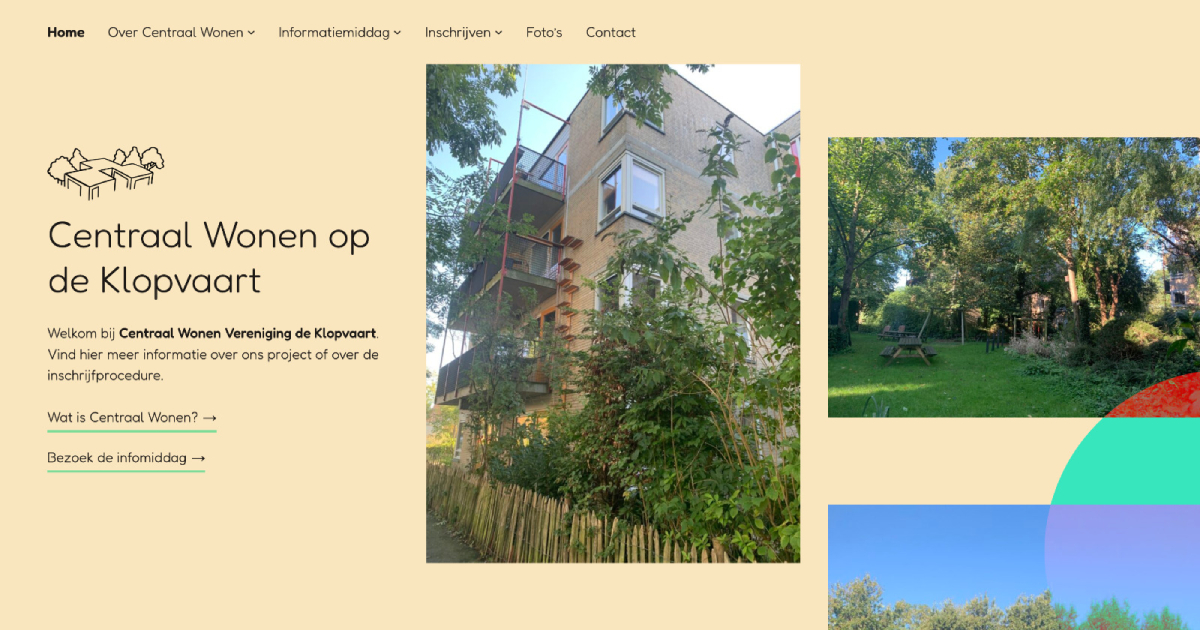 Home Over Centraal Wonen Informatiemiddag Inschrijven Foto's Contact
Centraal Wonen op
de Klopvaart
Welkom bij Centraal Wonen Vereniging de Klopvaart.
Vind hier meer informatie over ons project of over de
inschrijfprocedure.
Wat is Centraal Wonen? →
Bezoek de infomiddag →